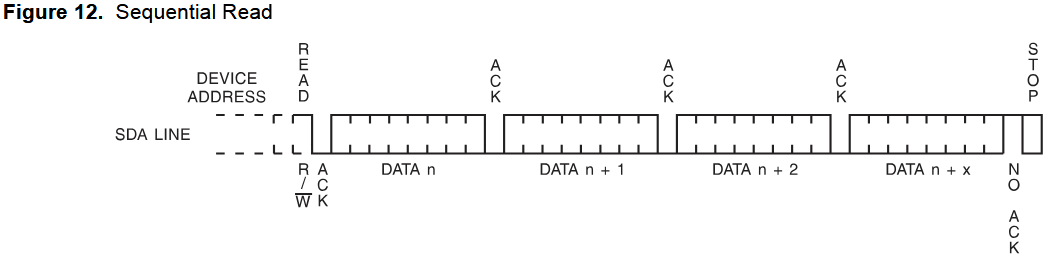 Figure 12. Sequential Read
DEVICE
ADDRESS
READ
ACK
ACK
ACK
STOP
SDA LINE
R/W
ACK
DATA n
DATA n + 1
DATA n + 2
DATA n + x
NO ACK